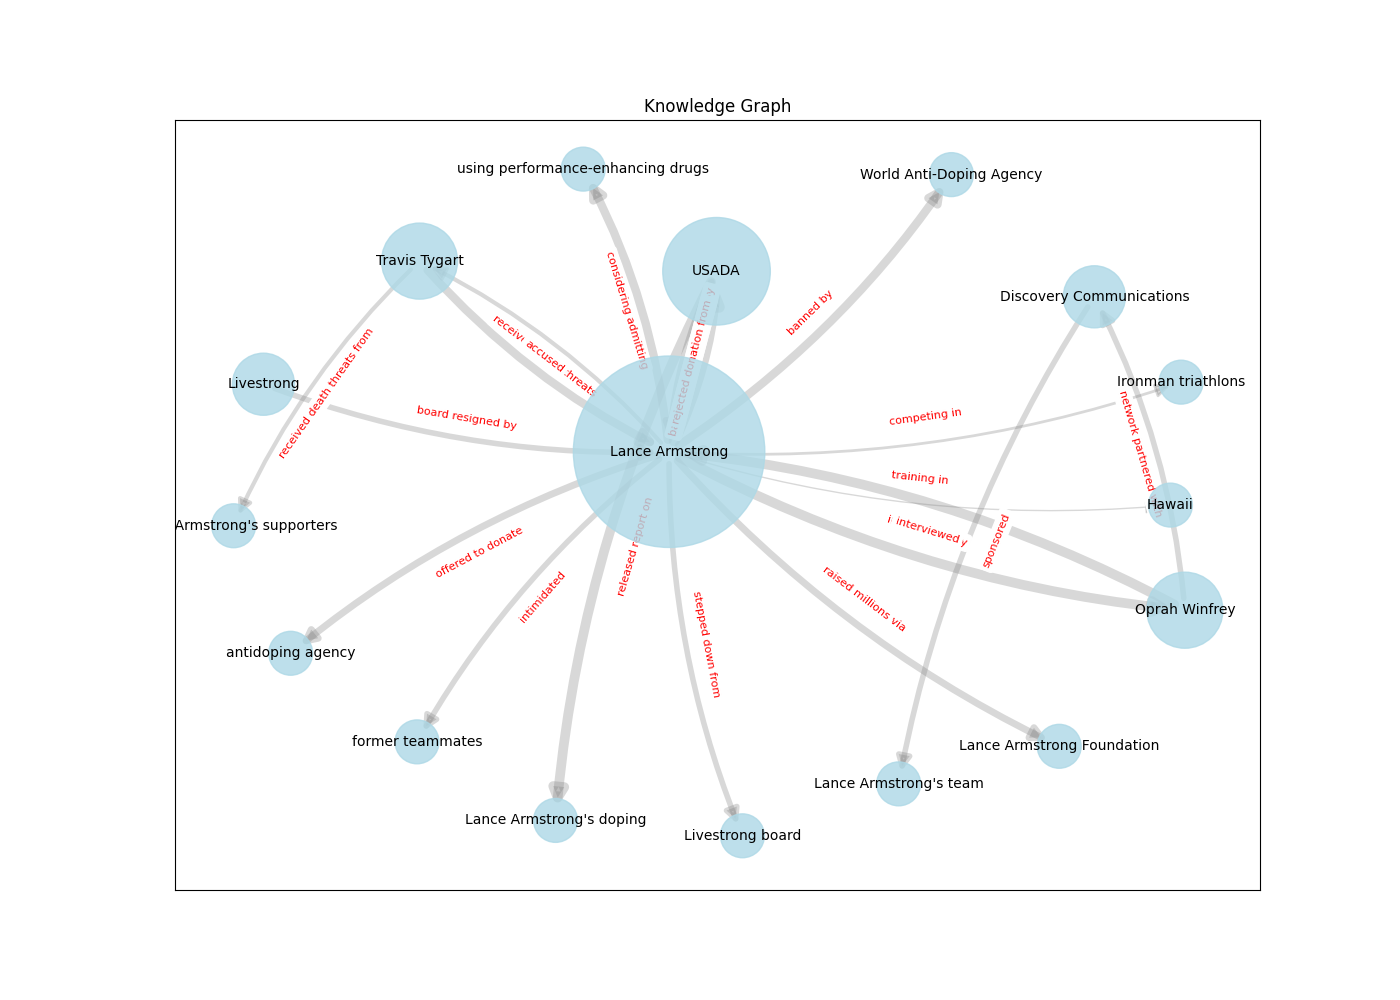 Knowledge Graph
using performance-enhancing drugs
World Anti-Doping Agency
Travis Tygart
USADA
Discovery Communications
considering admitting
banned by
rejected donation from
accused
Livestrong
Ironman triathlons
received death threats from
board resigned by
competing in
network partnered
Lance Armstrong
training in
Hawaii
Armstrong's supporters
interviewed
sponsored
released report on
offered to donate
intimidated
raised millions via
Oprah Winfrey
stepped down from
antidoping agency
former teammates
Lance Armstrong Foundation
Lance Armstrong's team
Lance Armstrong's doping
Livestrong board